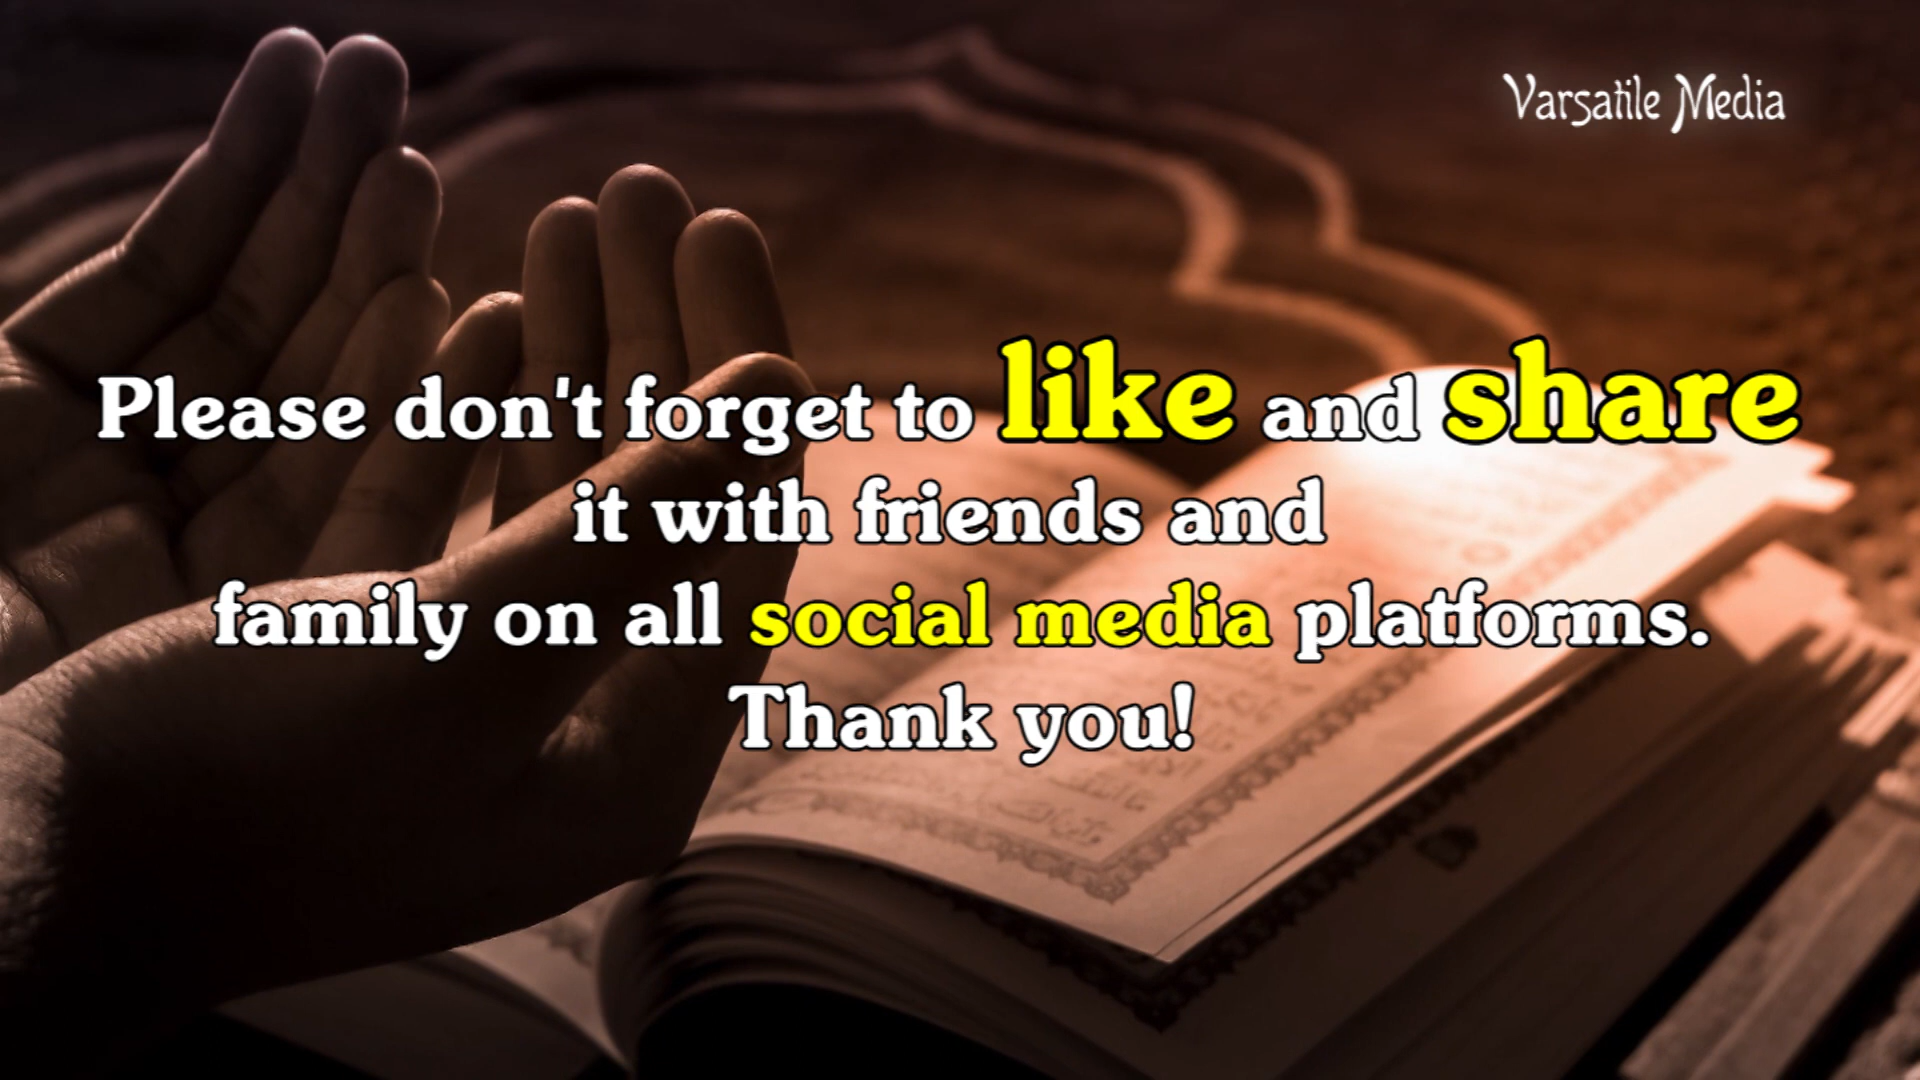 Varsatile Media
Please don't forget to like and share
it with friends and
family on all social media platforms.
Thank you!